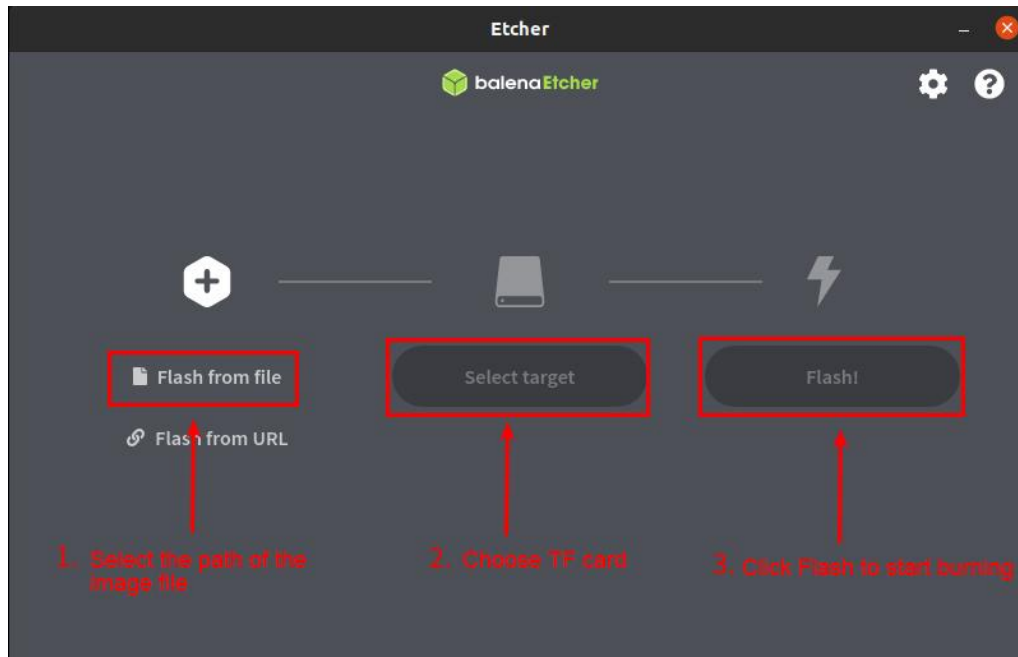 Etcher
balenaEtcher
Flash from file
Select target
Flash!
Flash from URL
1. Select the path of the
image file
2. Choose TF card
3. Click Flash to start burning